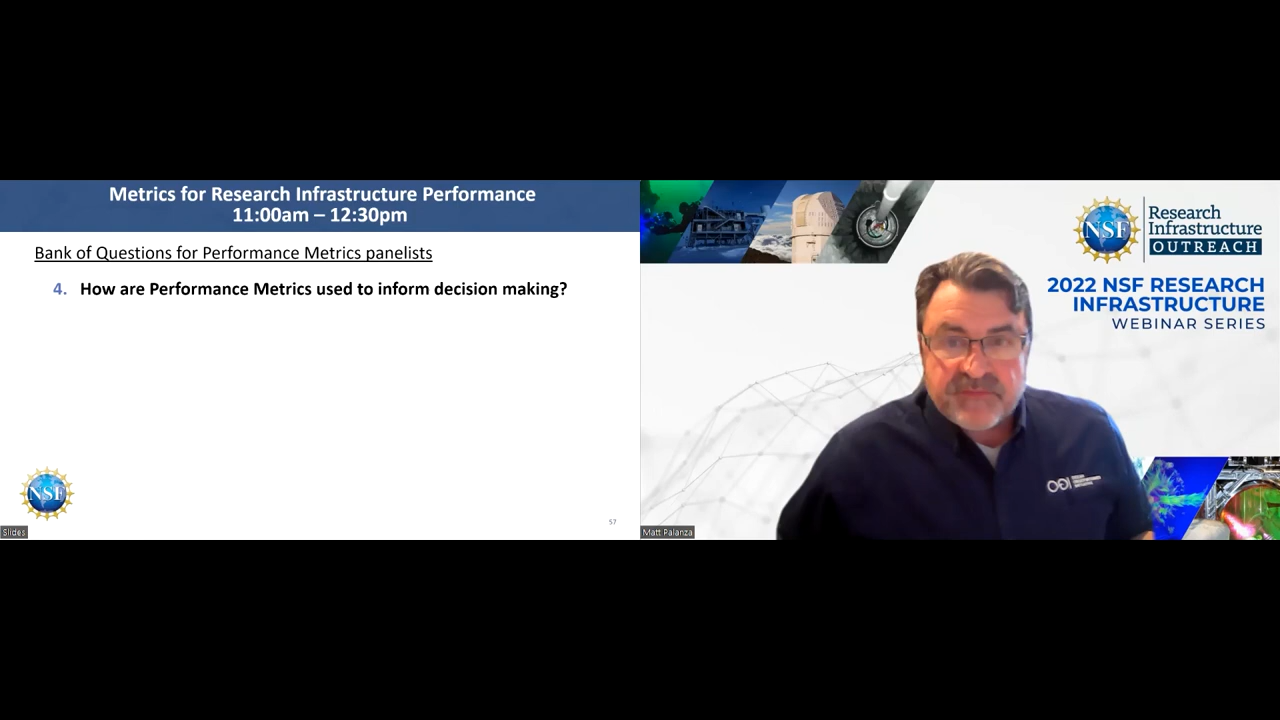 Metrics for Research Infrastructure Performance
11:00am – 12:30pm
Bank of Questions for Performance Metrics panelists
4. How are Performance Metrics used to inform decision making?
NSF
57
Slides
NSF
Research
Infrastructure
OUTREACH
2022 NSF RESEARCH
INFRASTRUCTURE
WEBINAR SERIES
OOI
Matt Palanza